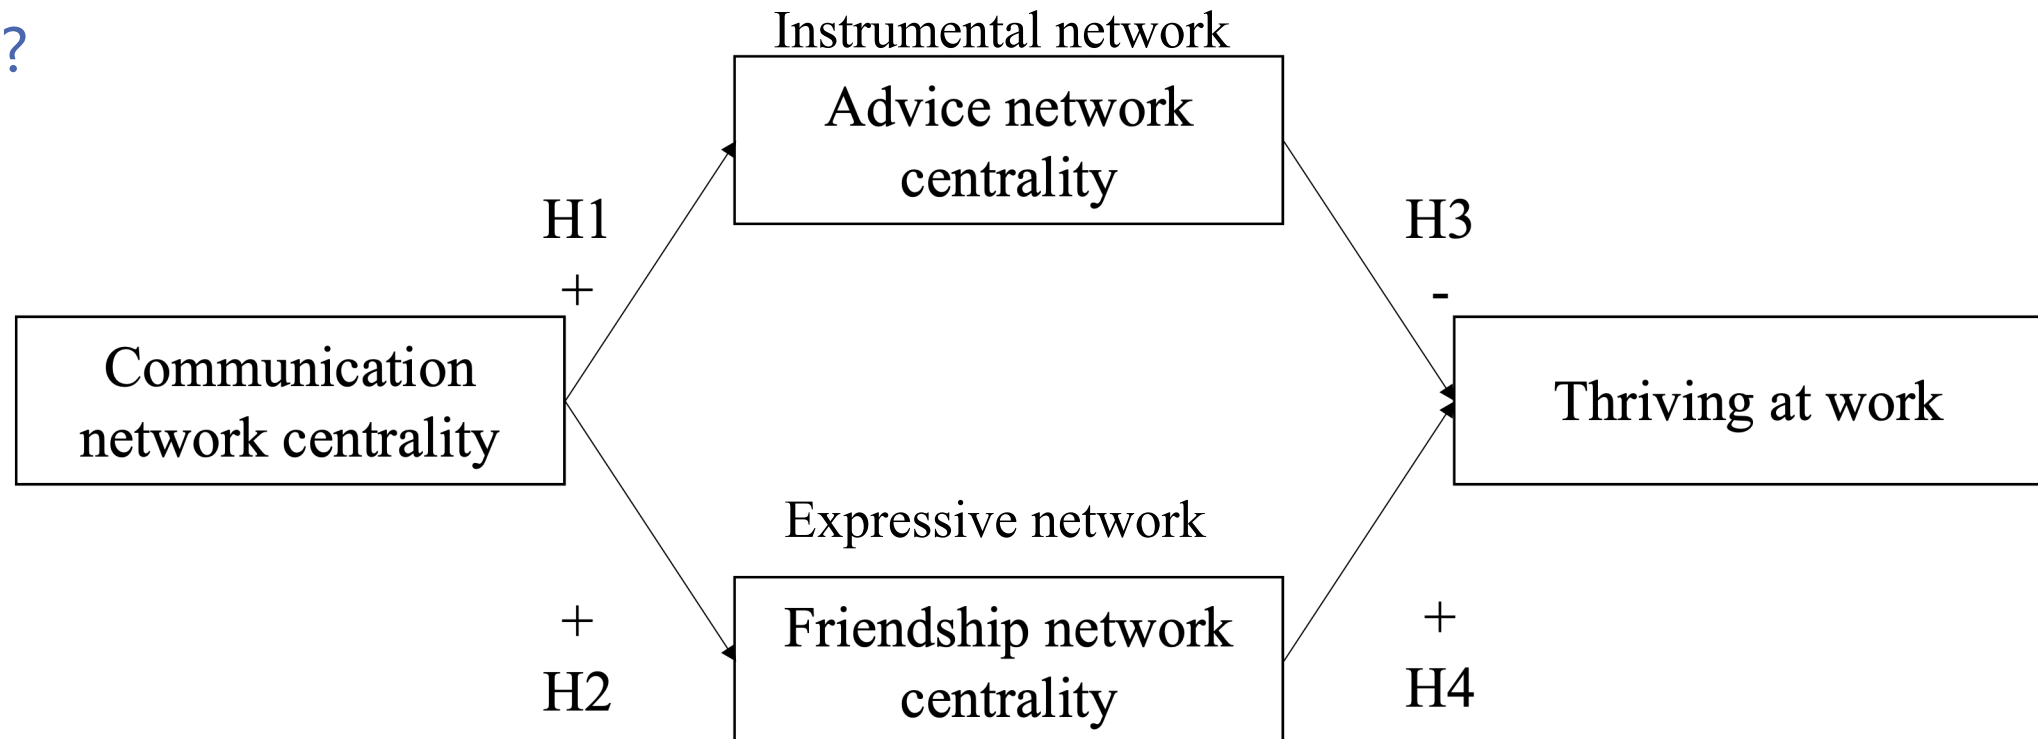 ?
Instrumental network
Advice network
centrality
H1
+
H3
-
Communication
network centrality
Thriving at work
Expressive network
+
H2
Friendship network
centrality
+
H4